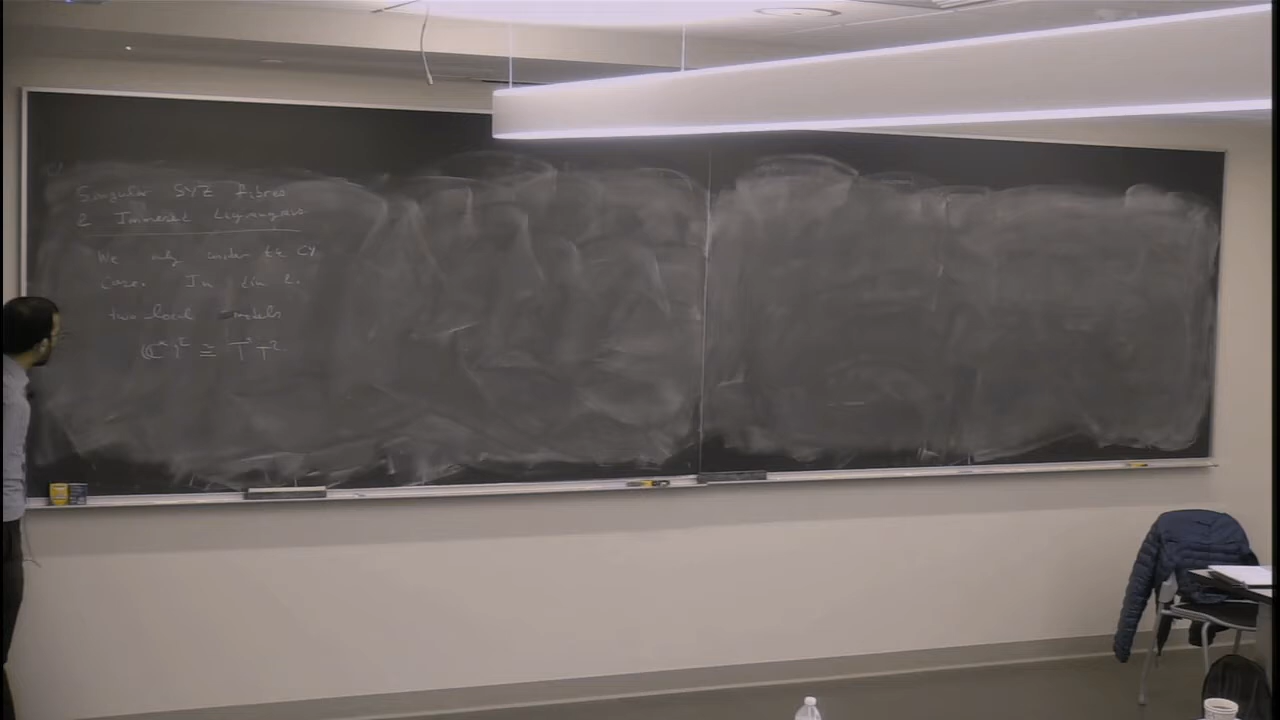 Singular SYZ fibres
& Immersed Lagrangians
We only consider the CY
case. In dim 2.
two local models
(ℂ*)² ≅ T*T²